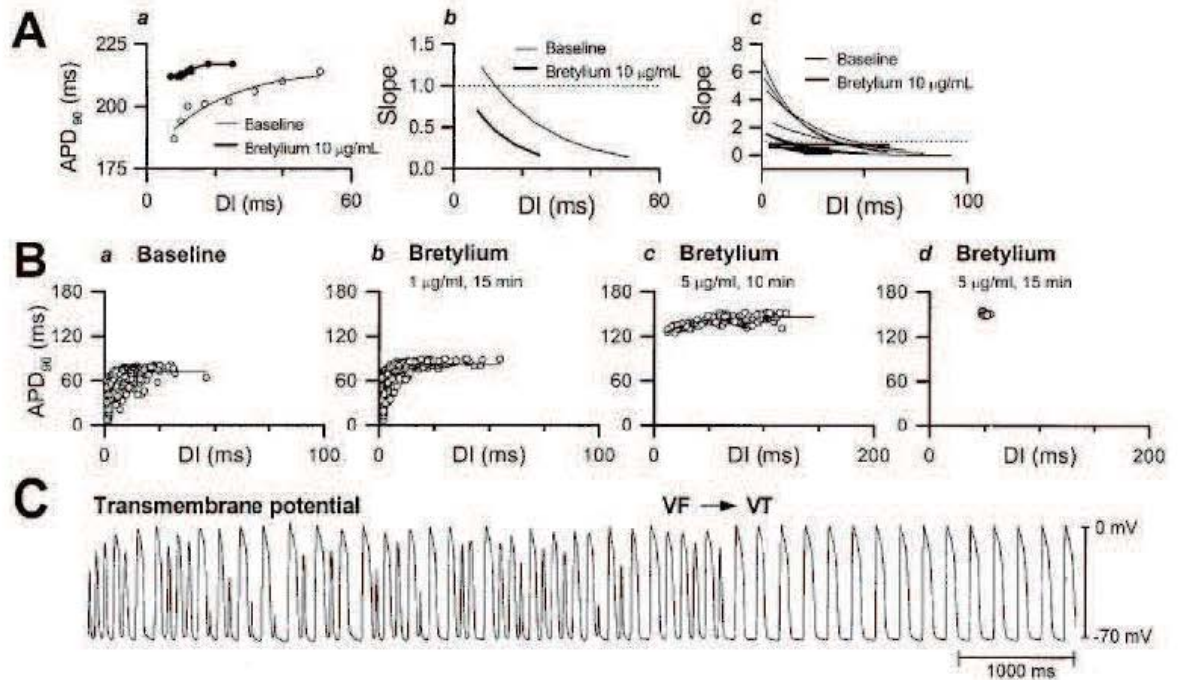 A
a
b
c
225
200
175
APD90 (ms)
0
60
DI (ms)
Baseline
Bretylium 10 µg/mL
1.5
1.0
0.5
0.0
Slope
0
60
DI (ms)
Baseline
Bretylium 10 µg/mL
8
6
4
2
0
Slope
0
100
DI (ms)
Baseline
Bretylium 10 µg/mL
B
a Baseline
b Bretylium
1 µg/ml, 15 min
c Bretylium
5 µg/ml, 10 min
d Bretylium
5 µg/ml, 15 min
180
120
60
0
APD90 (ms)
0
DI (ms)
100
180
120
60
0
0
DI (ms)
100
180
120
60
0
0
DI (ms)
200
180
120
60
0
0
DI (ms)
200
C
Transmembrane potential
VF → VT
0 mV
-70 mV
1000 ms